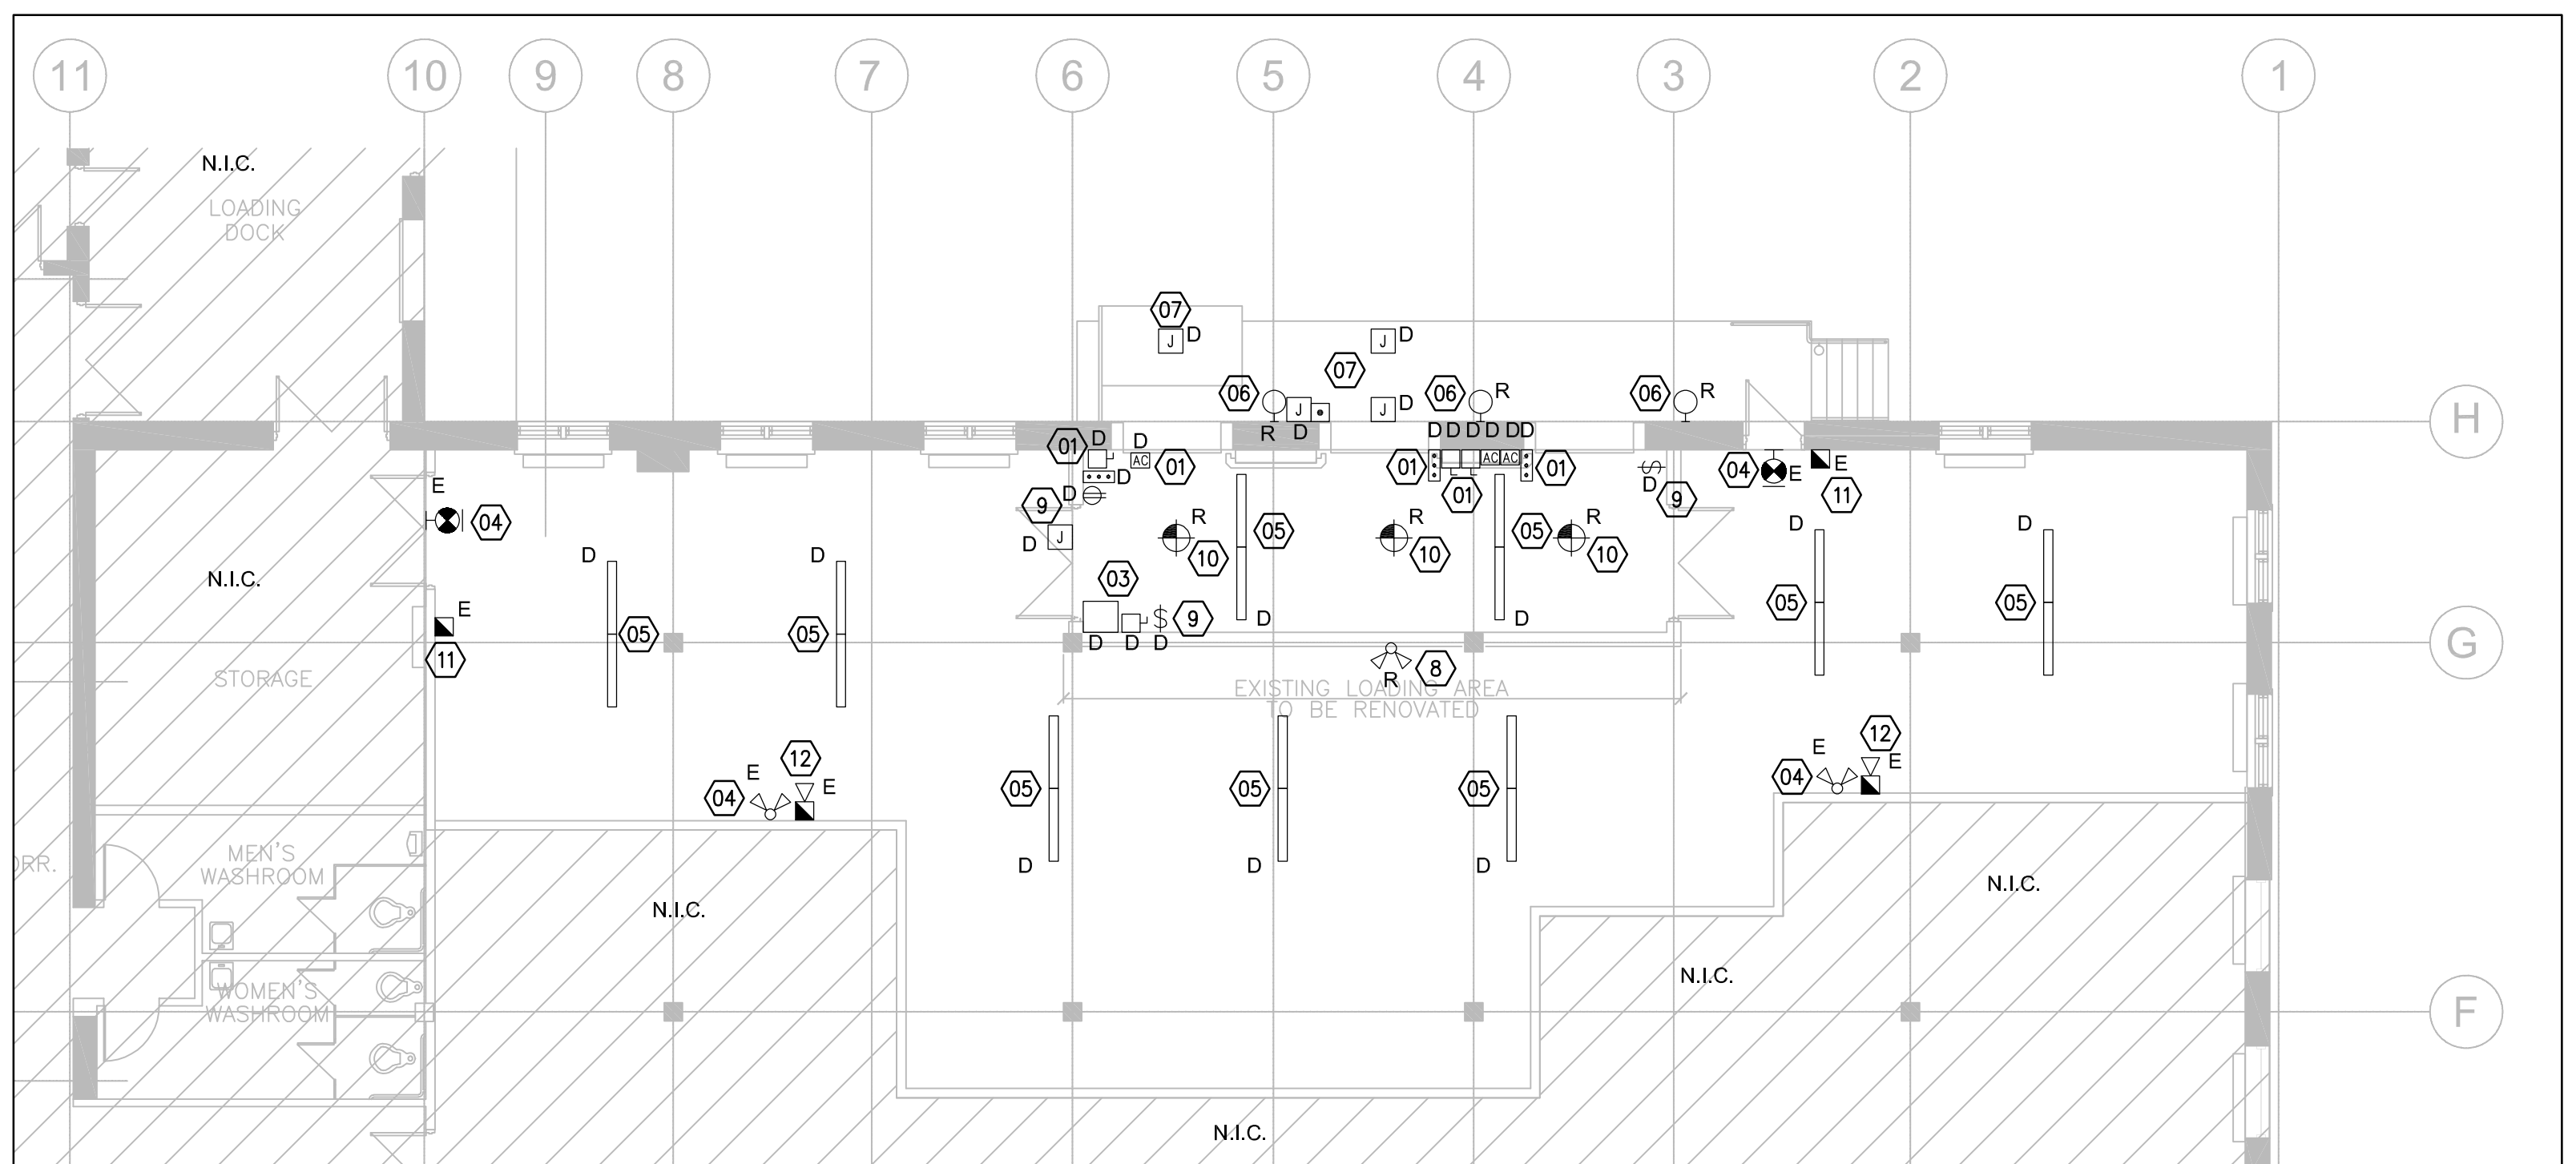 11 10 9 8 7 6 5 4 3 2 1
N.I.C.
LOADING
DOCK
07
J D
J D
07
06 06 R 06 R
J J D
R D
H
01 D D
AC 01
D
D 9
J
D
D D D D D D
01 AC AC 01
01
D 9
04 E E
11
E
04
R 10
05
R 10
05
R 10
D
05
D
05
N.I.C.
D
05
D
05
03
9
D D D
D
D
E
11
G
8
R
STORAGE
EXISTING LOADING AREA
TO BE RENOVATED
12
04 E E
05
D
05
D
05
D
12
04 E E
MEN'S
WASHROOM
ORR.
N.I.C.
N.I.C.
N.I.C.
WOMEN'S
WASHROOM
F
N.I.C.